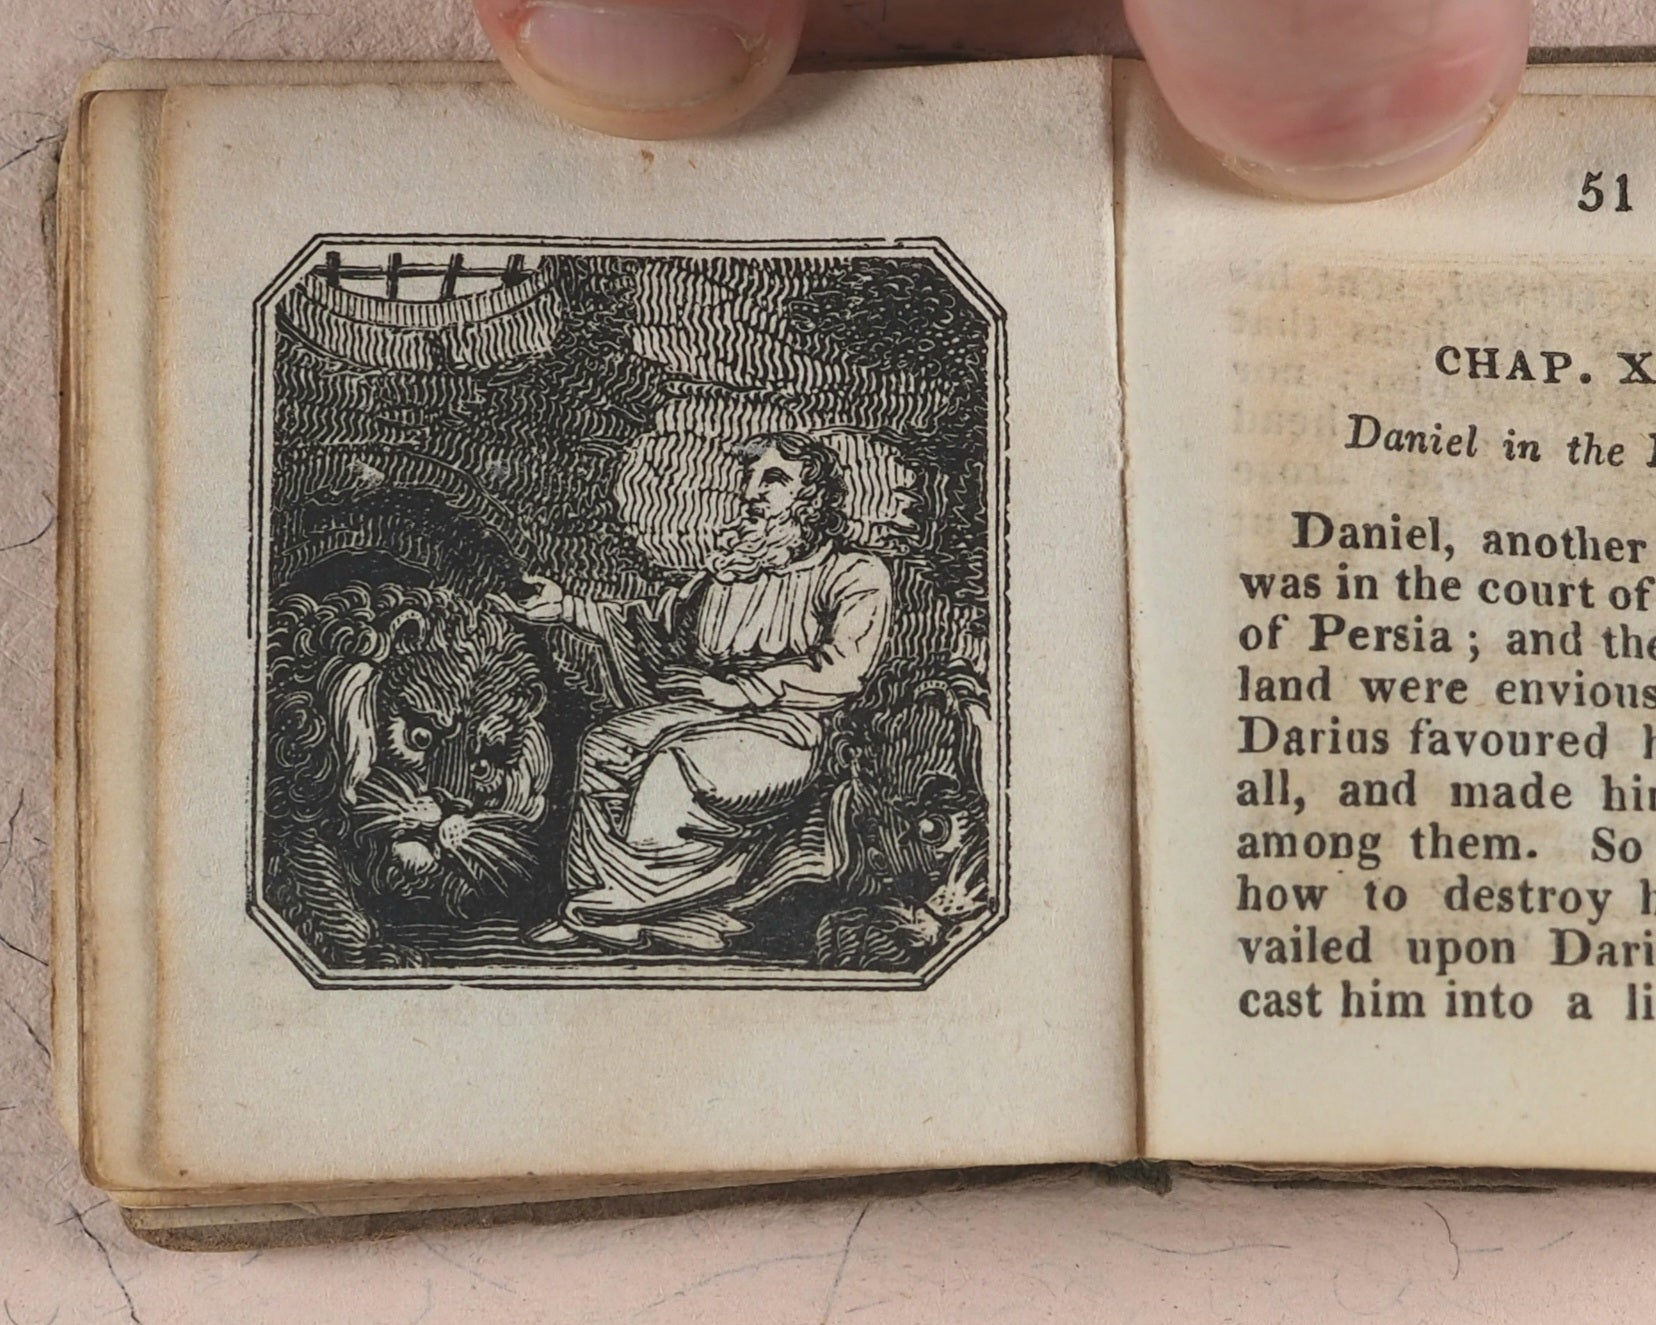 51
CHAP. X
Daniel in the
Daniel, another
was in the court of
of Persia; and the
land were envious
Darius favoured
all, and made him
among them. So
how to destroy
vailed upon Dari
cast him into a li